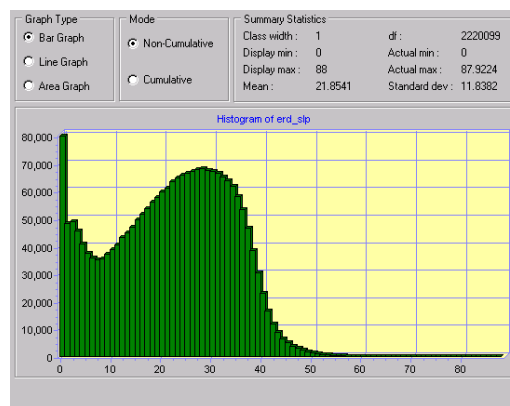 Graph Type
Bar Graph
Line Graph
Area Graph
Mode
Non-Cumulative
Cumulative
Summary Statistics
Class width : 1 df : 2220099
Display min : 0 Actual min : 0
Display max : 88 Actual max : 87.9224
Mean : 21.8541 Standard dev : 11.8382
Histogram of erd_slp
80,000
70,000
60,000
50,000
40,000
30,000
20,000
10,000
0
0 10 20 30 40 50 60 70 80